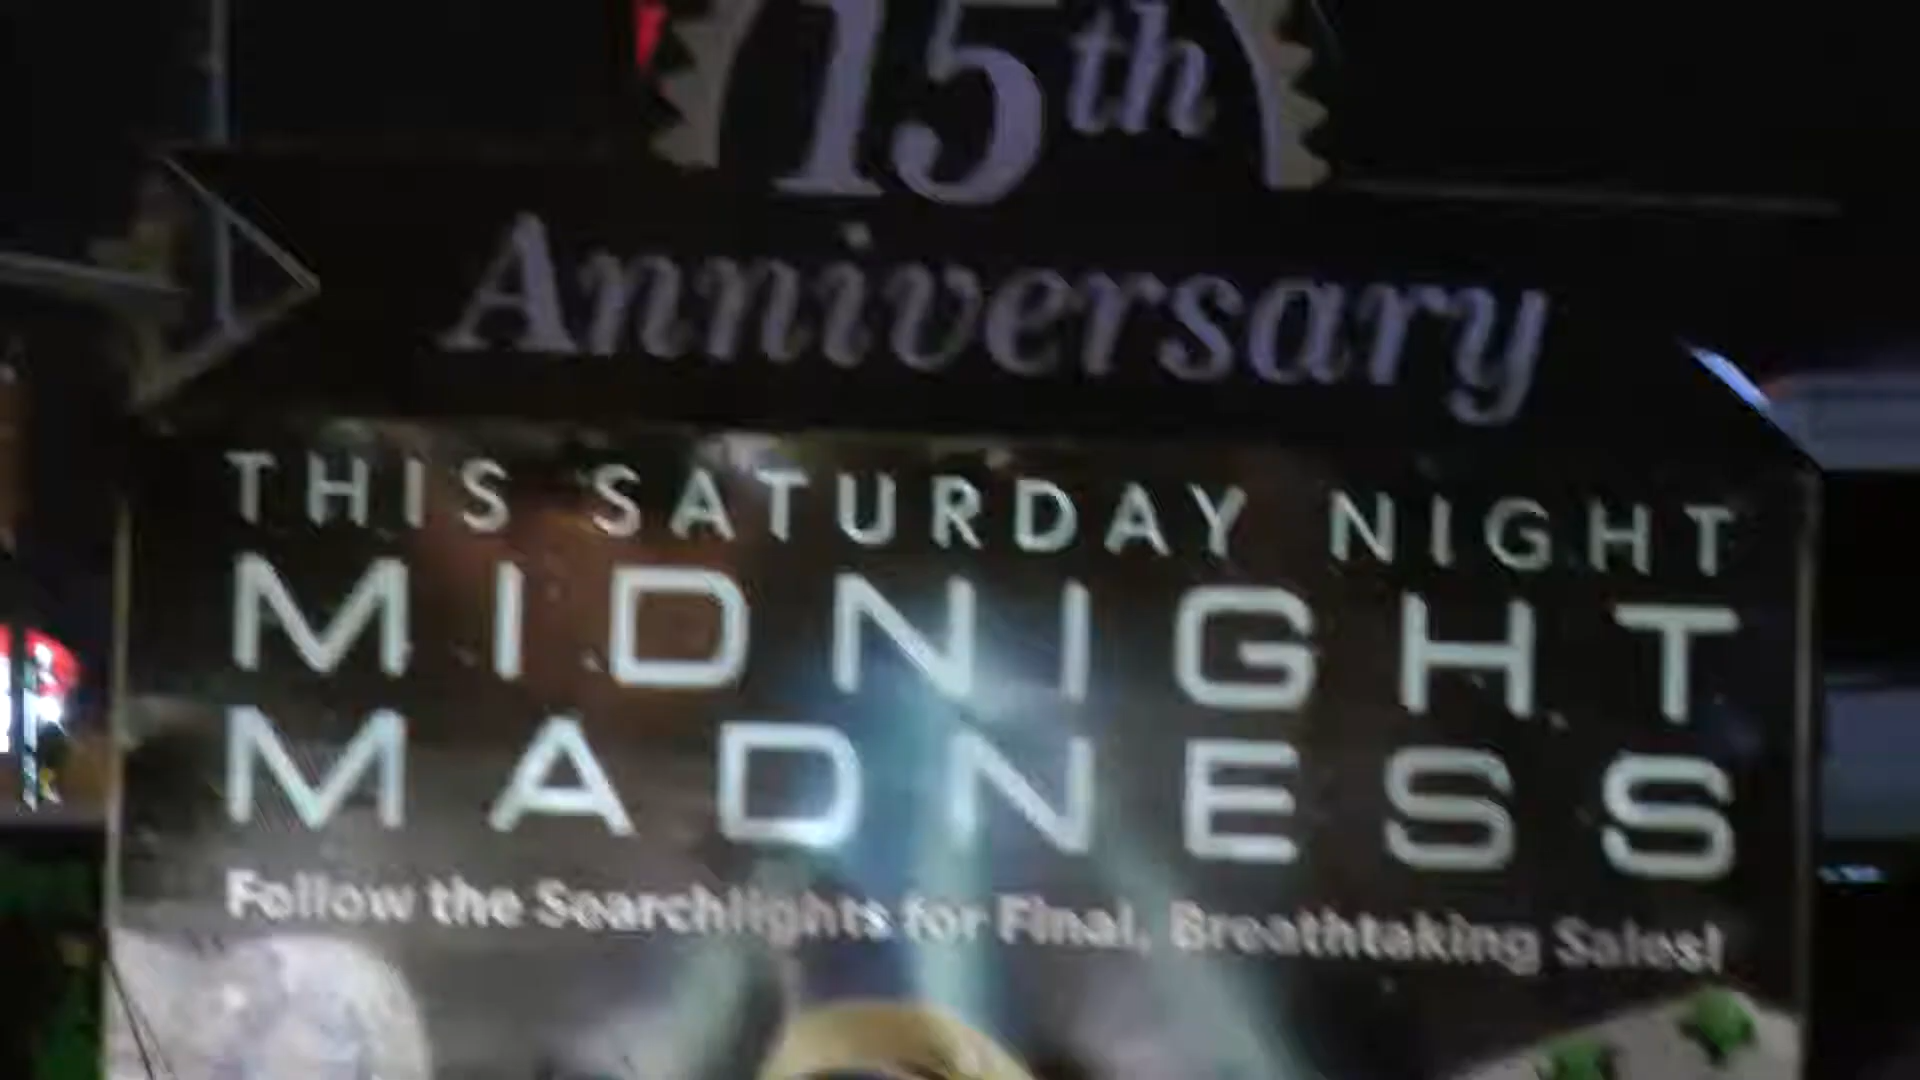 15th
Anniversary
THIS SATURDAY NIGHT
MIDNIGHT
MADNESS
Follow the Searchlights for Final, Breathtaking Sales!